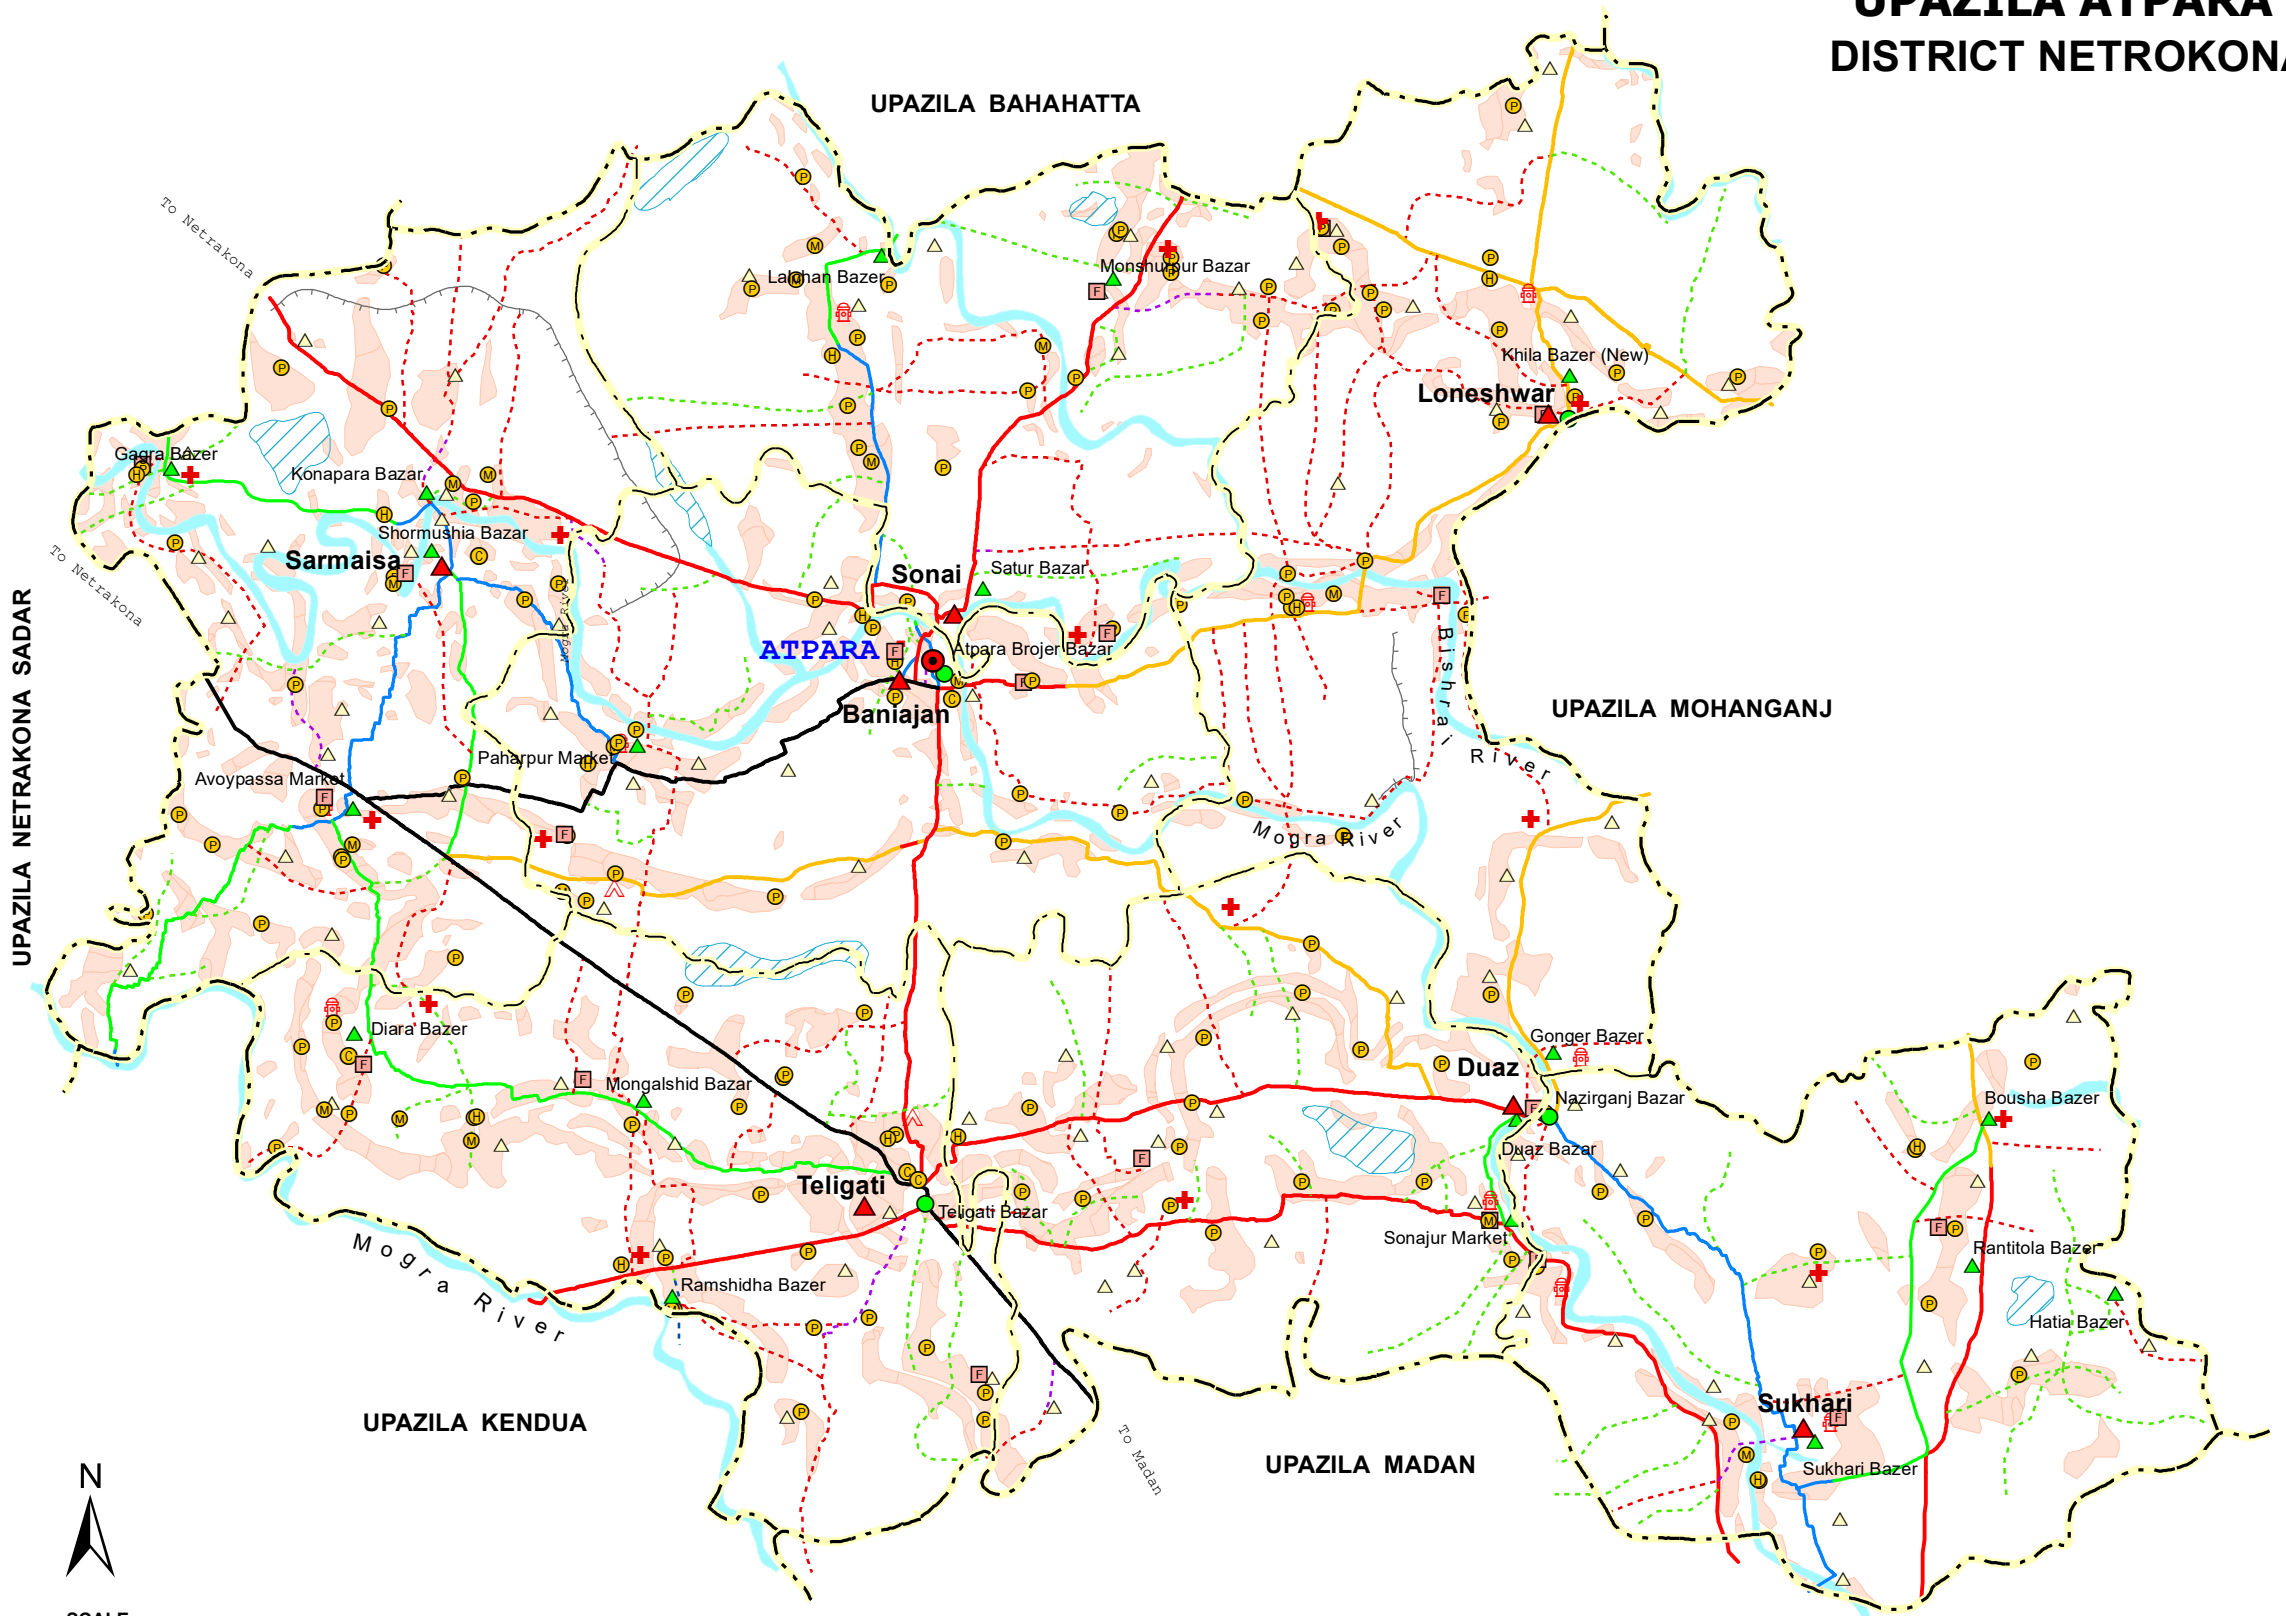 UPAZILA ATPARA
DISTRICT NETROKONA
UPAZILA BAHAHATTA
To Netrakona
Lalchan Bazer
Monshurpur Bazar
Khila Bazer (New)
Loneshwar
Gagra Bazer
Konapara Bazar
Shormushia Bazar
Sarmaisa
To Netrakona
Sonai
Satur Bazar
Mogra River
ATPARA
Atpara Brojer Bazar
Baniajan
Bishrai River
UPAZILA MOHANGANJ
UPAZILA NETRAKONA SADAR
Paharpur Market
Avoypassa Market
Mogra River
Diara Bazer
Gonger Bazer
Duaz
Mongalshid Bazar
Nazirganj Bazar
Bousha Bazer
Duaz Bazar
Teligati
Teligati Bazar
Sonajur Market
Rantitola Bazer
Mogra River
Ramshidha Bazer
Hatia Bazer
Sukhari
UPAZILA KENDUA
To Madan
UPAZILA MADAN
Sukhari Bazer
N